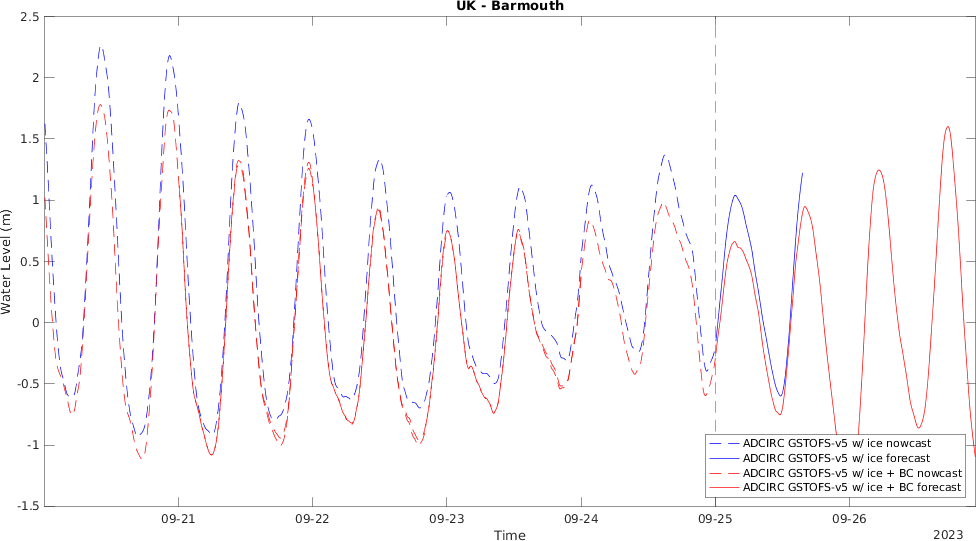 UK - Barmouth
Water Level (m)
2.5
2
1.5
1
0.5
0
-0.5
-1
-1.5
ADCIRC GSTOFS-v5 w/ ice nowcast
ADCIRC GSTOFS-v5 w/ ice forecast
ADCIRC GSTOFS-v5 w/ ice + BC nowcast
ADCIRC GSTOFS-v5 w/ ice + BC forecast
09-21 09-22 09-23 09-24 09-25 09-26
Time
2023